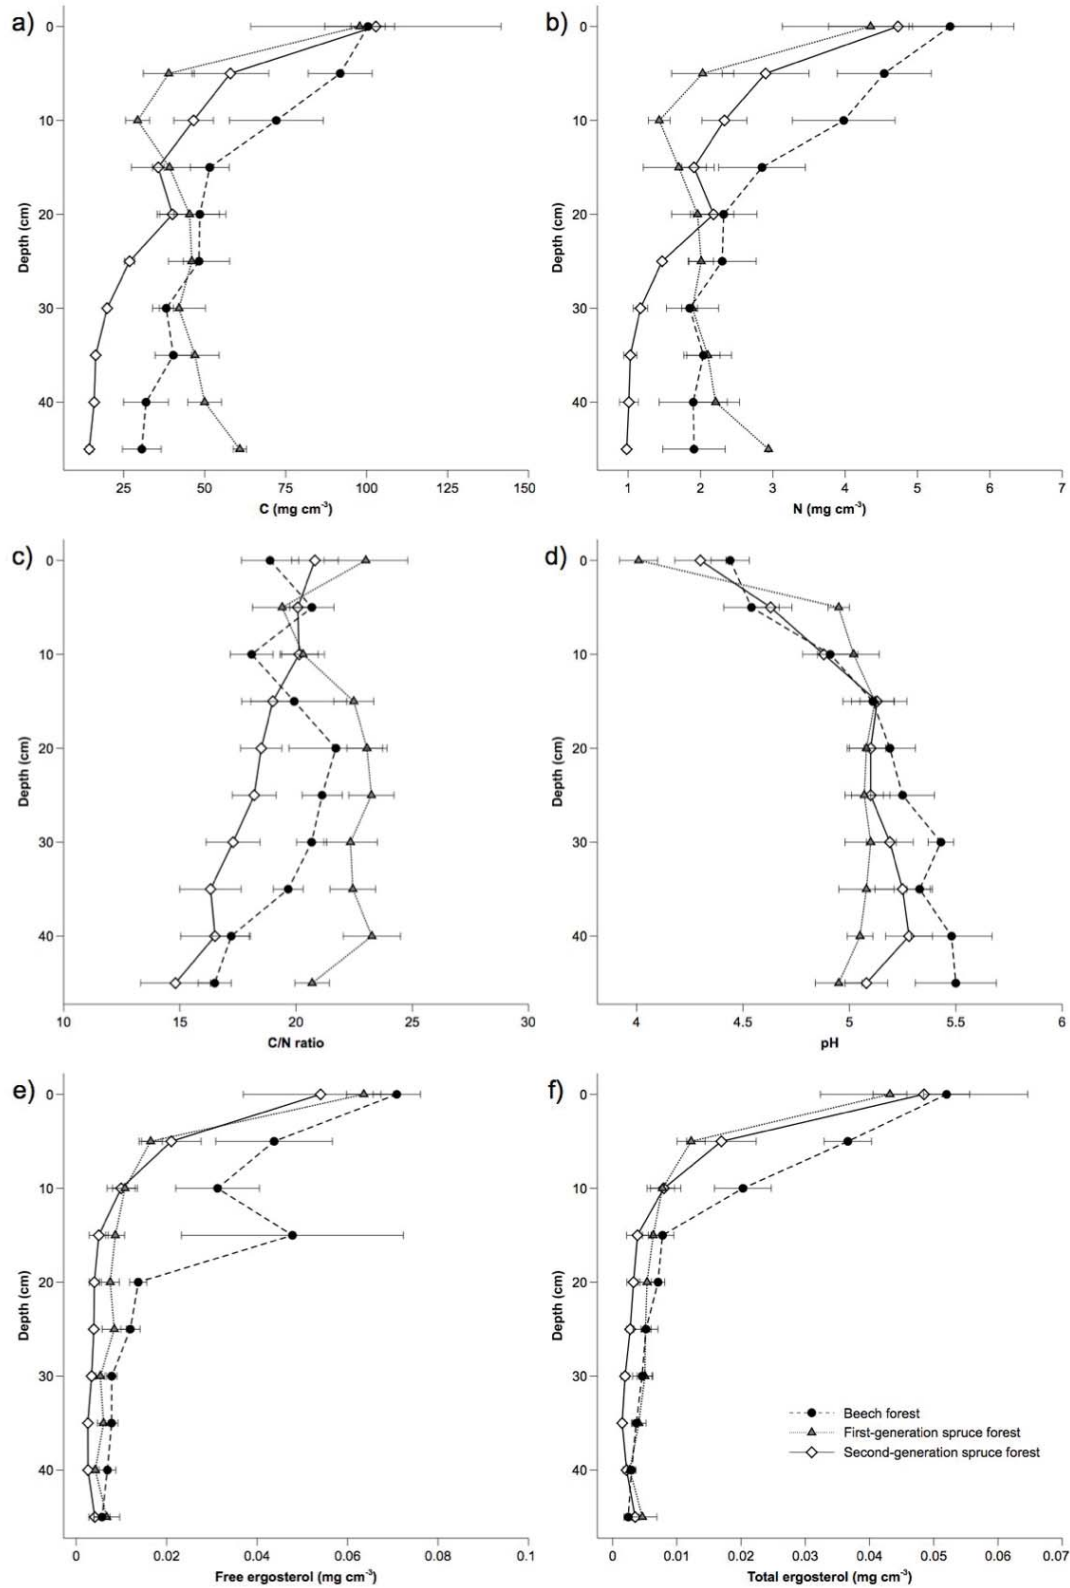 a)
0
10
20
30
40
Depth (cm)
25 50 75 100 125 150
C (mg cm⁻³)
b)
0
10
20
30
40
Depth (cm)
1 2 3 4 5 6 7
N (mg cm⁻³)
c)
0
10
20
30
40
Depth (cm)
10 15 20 25 30
C/N ratio
d)
0
10
20
30
40
Depth (cm)
4 4.5 5 5.5 6
pH
e)
0
10
20
30
40
Depth (cm)
0 0.02 0.04 0.06 0.08 0.1
Free ergosterol (mg cm⁻³)
f)
0
10
20
30
40
Depth (cm)
Beech forest
First-generation spruce forest
Second-generation spruce forest
0 0.01 0.02 0.03 0.04 0.05 0.06 0.07
Total ergosterol (mg cm⁻³)